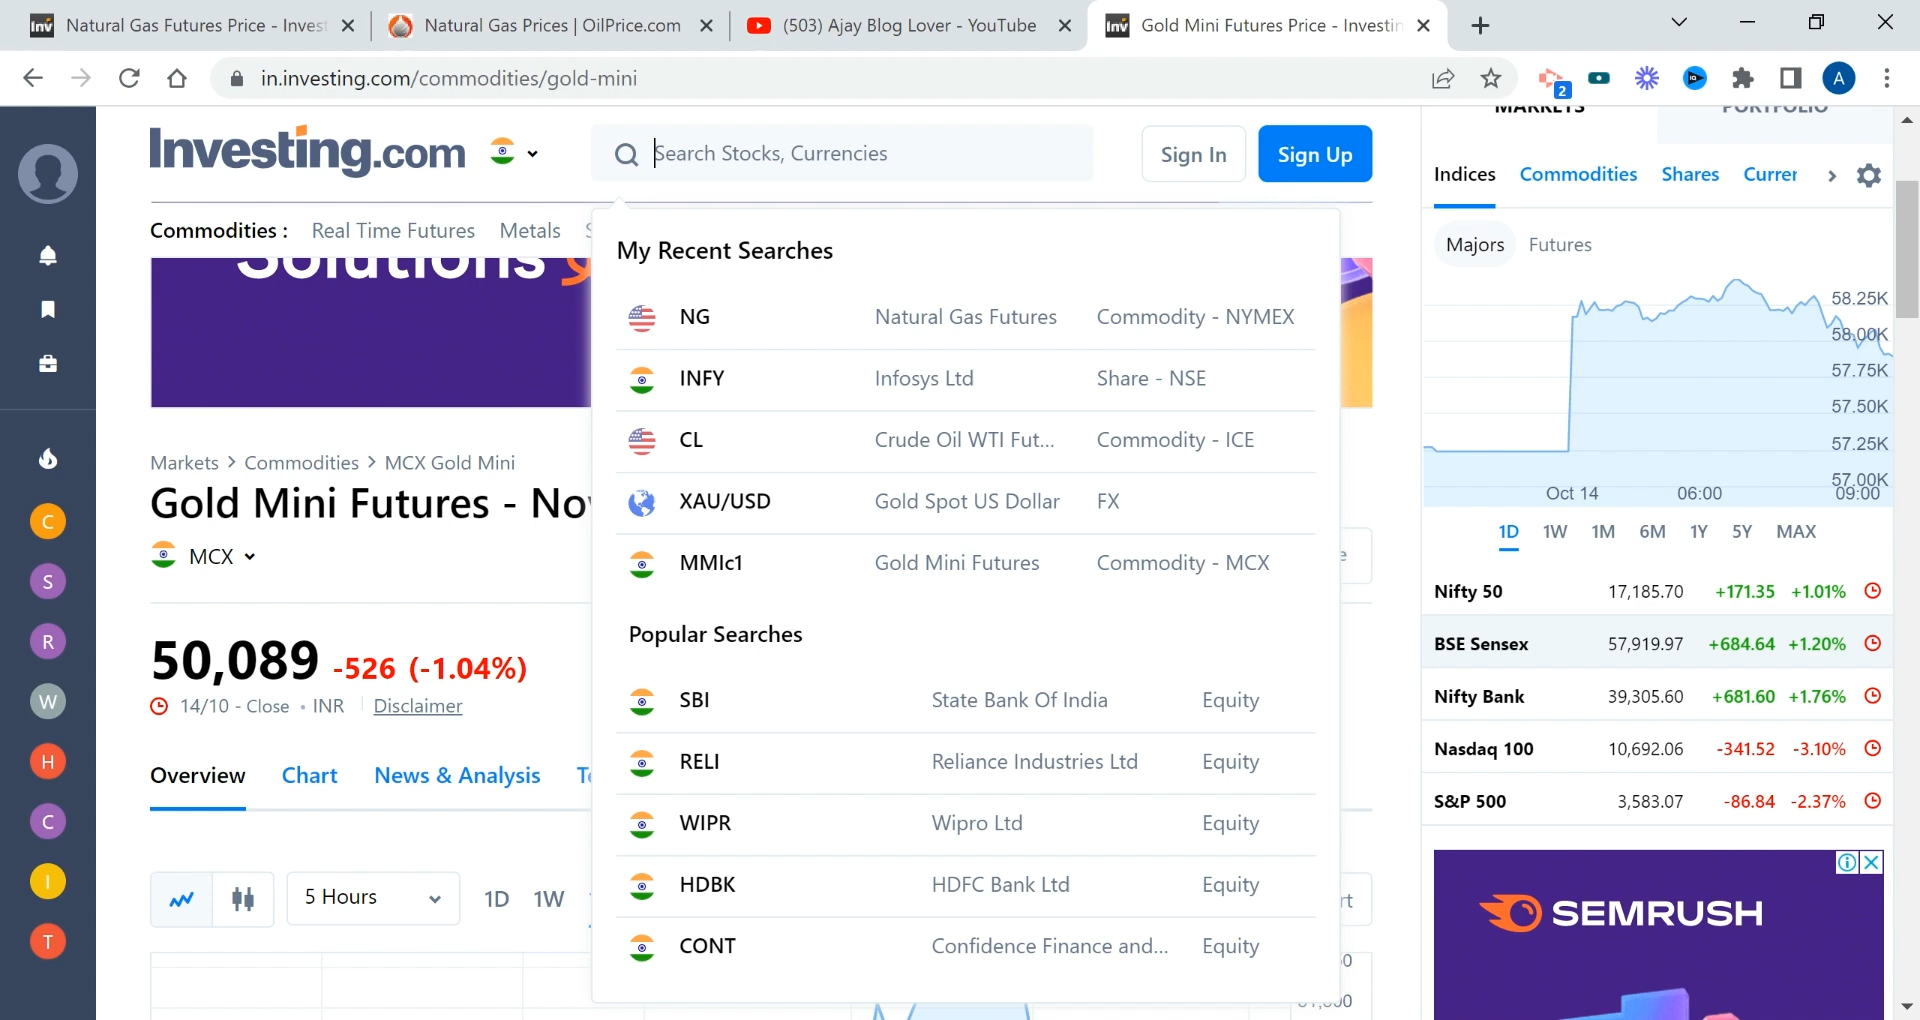 Natural Gas Futures Price - Invest
Natural Gas Prices | OilPrice.com
(503) Ajay Blog Lover - YouTube
Gold Mini Futures Price - Investin
in.investing.com/commodities/gold-mini
2
A
Investing.com
Search Stocks, Currencies
Sign In
Sign Up
MARKETS
PORTFOLIO
Indices
Commodities
Shares
Curren
Commodities :
Real Time Futures
Metals
Solutions
My Recent Searches
NG Natural Gas Futures Commodity - NYMEX
INFY Infosys Ltd Share - NSE
CL Crude Oil WTI Fut... Commodity - ICE
XAU/USD Gold Spot US Dollar FX
MMIc1 Gold Mini Futures Commodity - MCX
Popular Searches
SBI State Bank Of India Equity
RELI Reliance Industries Ltd Equity
WIPR Wipro Ltd Equity
HDBK HDFC Bank Ltd Equity
CONT Confidence Finance and... Equity
Markets > Commodities > MCX Gold Mini
Gold Mini Futures - Nov
MCX
50,089 -526 (-1.04%)
14/10 - Close • INR
Disclaimer
Overview
Chart
News & Analysis
Te
5 Hours
1D
1W
rt
C
S
R
W
H
C
I
T
Majors
Futures
58.25K
58.00K
57.75K
57.50K
57.25K
57.00K
Oct 14
06:00
09:00
1D
1W
1M
6M
1Y
5Y
MAX
Nifty 50 17,185.70 +171.35 +1.01%
BSE Sensex 57,919.97 +684.64 +1.20%
Nifty Bank 39,305.60 +681.60 +1.76%
Nasdaq 100 10,692.06 -341.52 -3.10%
S&P 500 3,583.07 -86.84 -2.37%
SEMRUSH